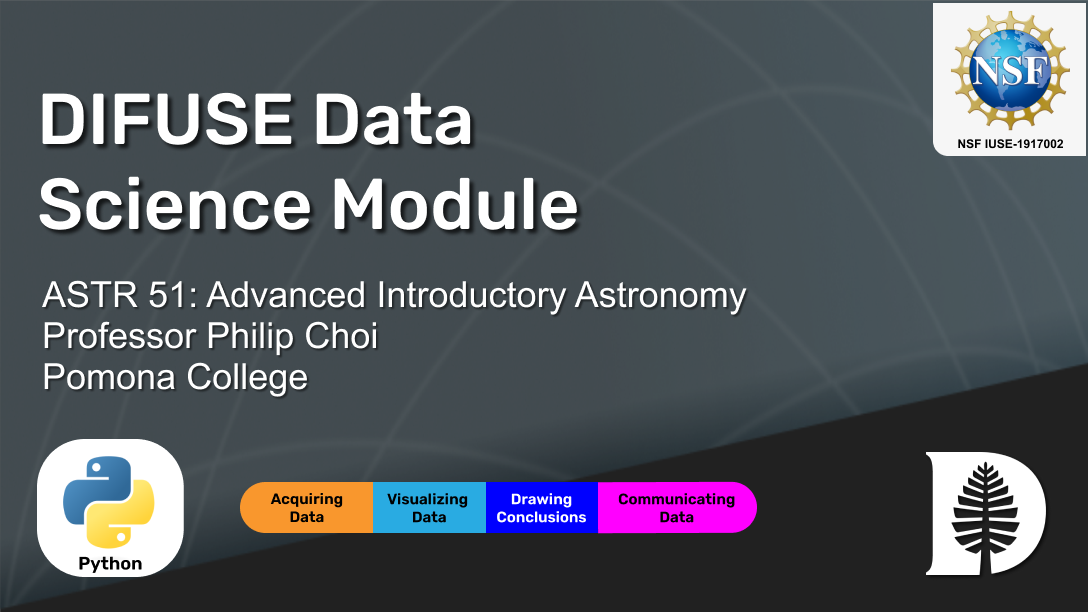 NSF
NSF IUSE-1917002
DIFUSE Data
Science Module
ASTR 51: Advanced Introductory Astronomy
Professor Philip Choi
Pomona College
Python
Acquiring
Data
Visualizing
Data
Drawing
Conclusions
Communicating
Data
D